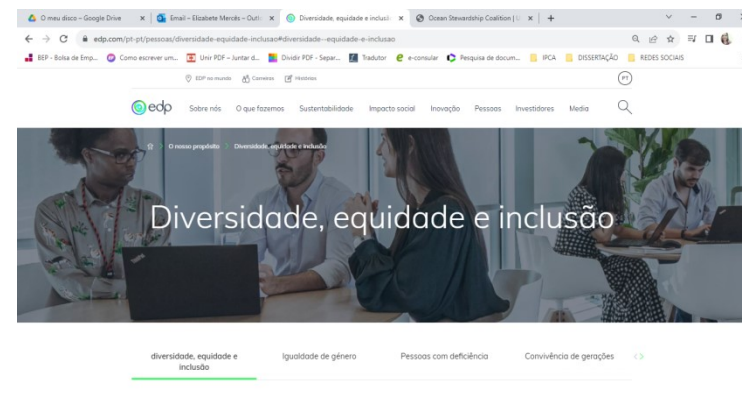 O meu disco – Google Drive
Email – Elizabete Mercês – Outl
Diversidade, equidade e inclusã
Ocean Stewardship Coalition | U
edp.com/pt-pt/pessoas/diversidade-equidade-inclusao#diversidade--equidade-e-inclusao
BEP - Bolsa de Emp... Como escrever um... Unir PDF – Juntar d... Dividir PDF - Separ... Tradutor e-consular Pesquisa de docum... IPCA DISSERTAÇÃO REDES SOCIAIS
EDP no mundo Carreiras Histórias PT
edp Sobre nós O que fazemos Sustentabilidade Impacto social Inovação Pessoas Investidores Media
O nosso propósito > Diversidade, equidade e inclusão
Diversidade, equidade e inclusão
diversidade, equidade e inclusão
Igualdade de género
Pessoas com deficiência
Convivência de gerações